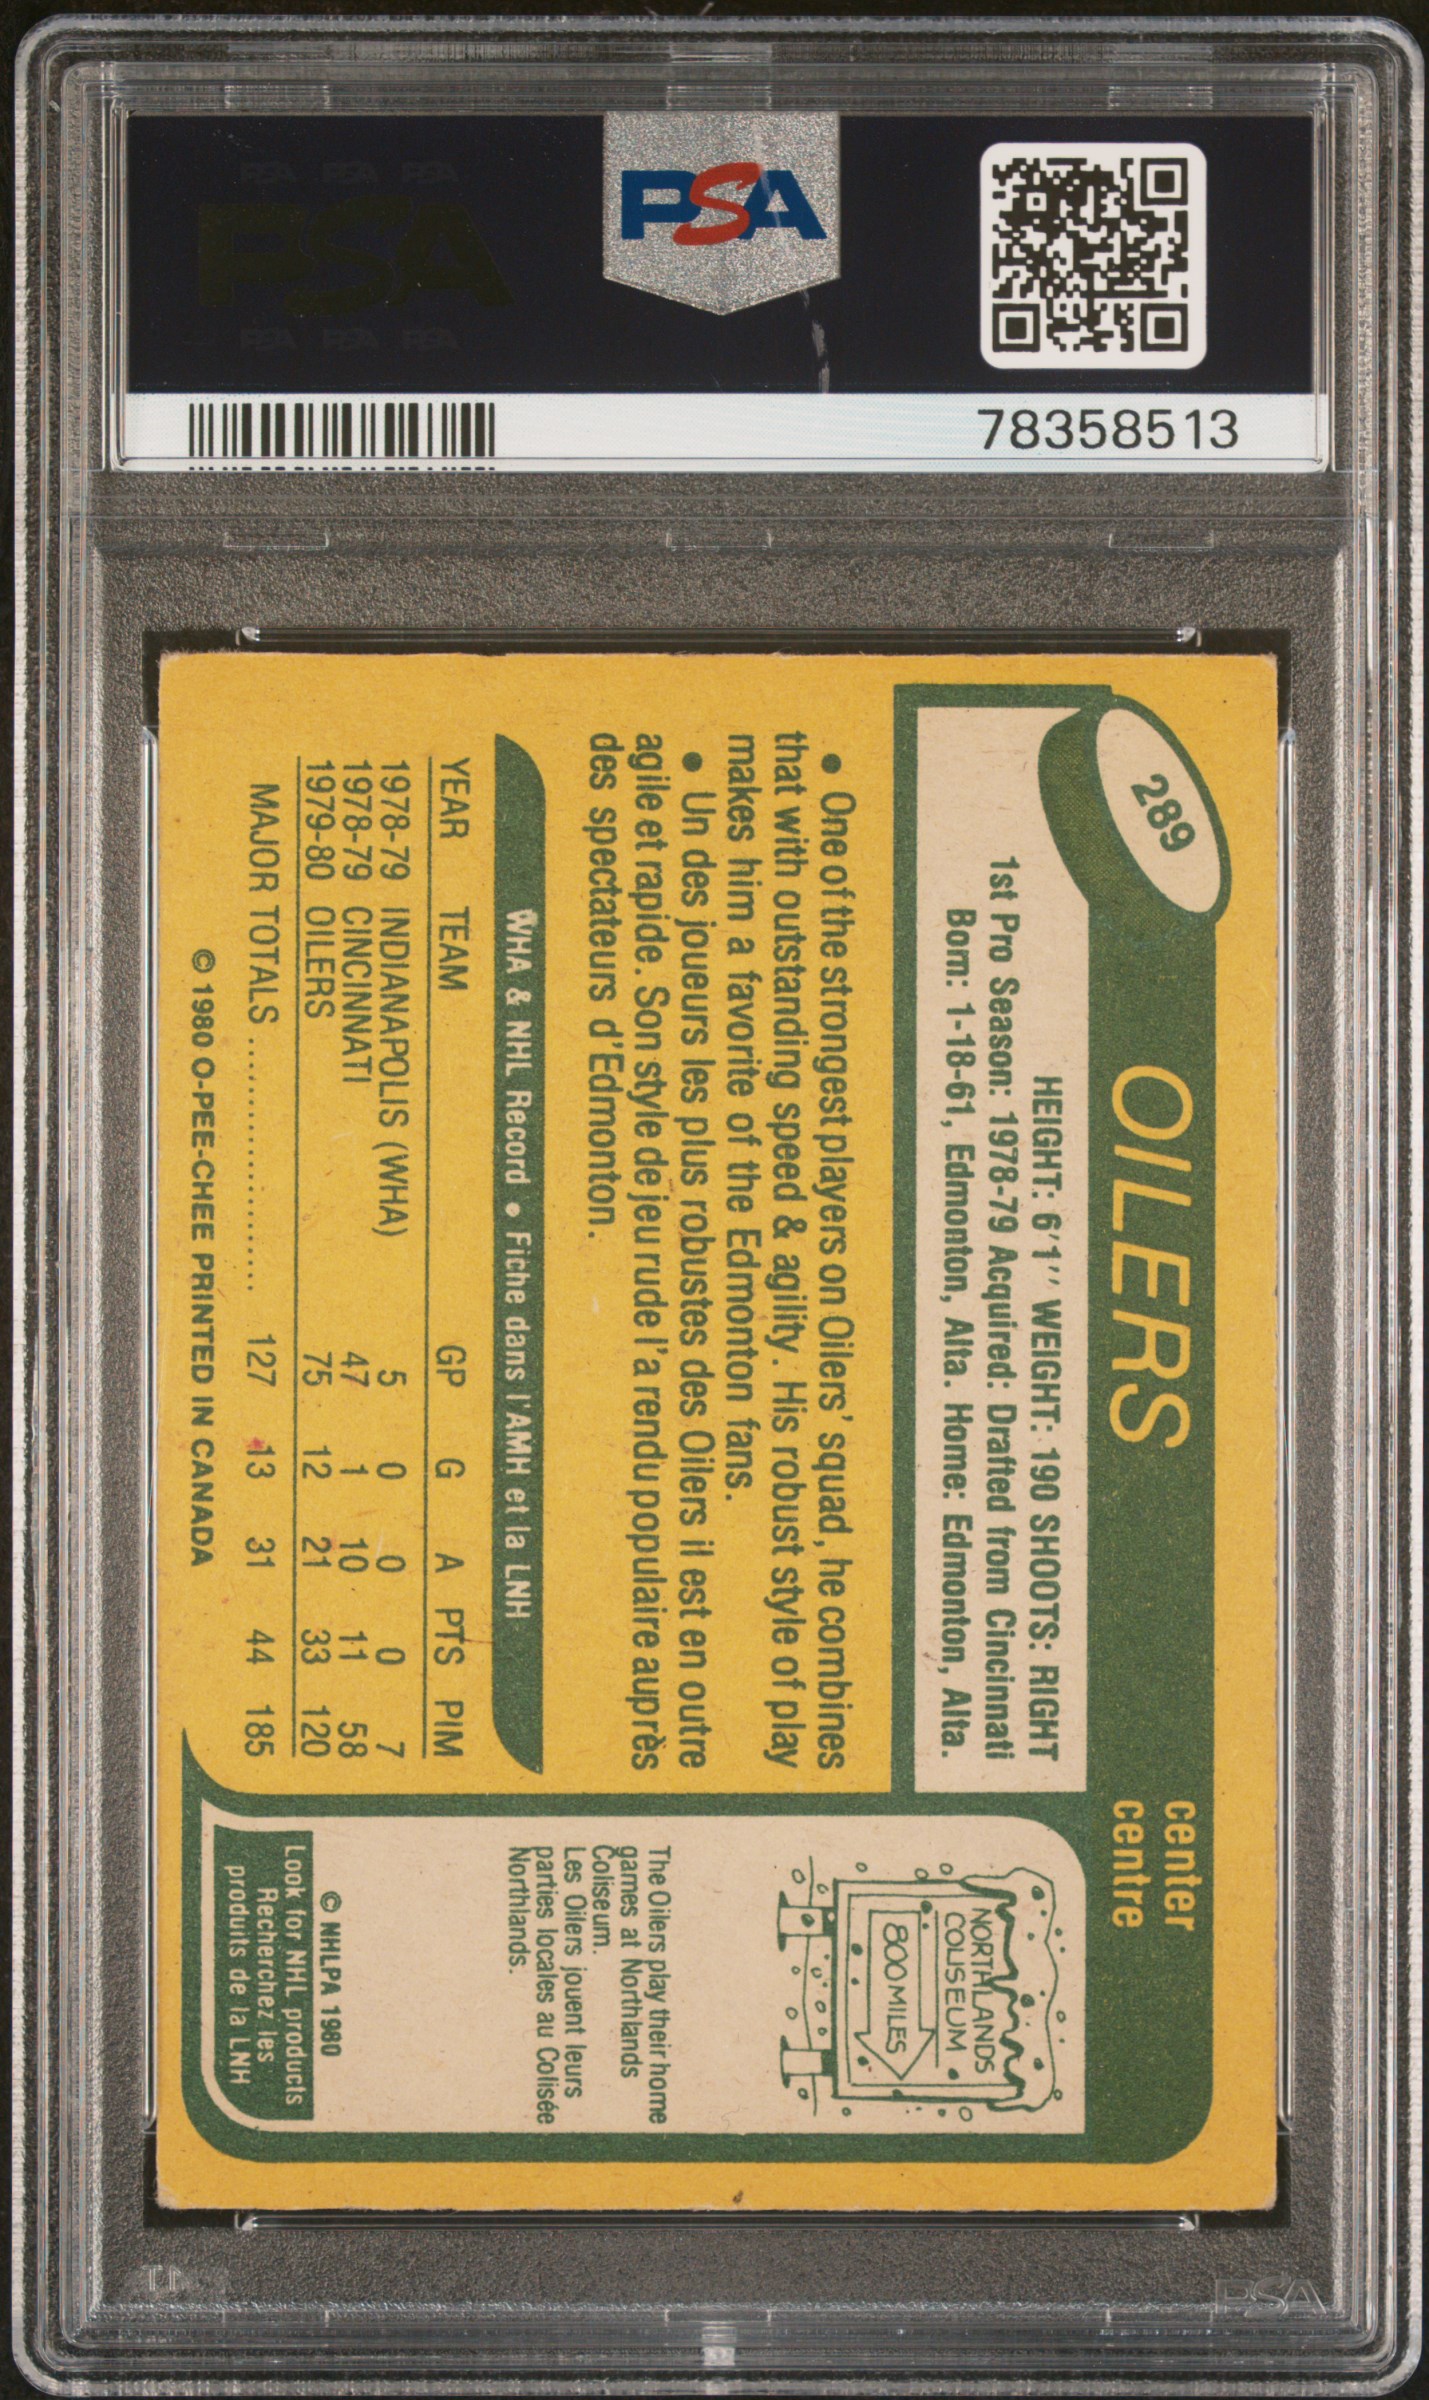 PSA
78358513
289
OILERS
center
centre
HEIGHT: 6'1'' WEIGHT: 190 SHOOTS: RIGHT
1st Pro Season: 1978-79 Acquired: Drafted from Cincinnati
Born: 1-18-61, Edmonton, Alta. Home: Edmonton, Alta.
• One of the strongest players on Oilers' squad, he combines
that with outstanding speed & agility. His robust style of play
makes him a favorite of the Edmonton fans.
• Un des joueurs les plus robustes des Oilers il est en outre
agile et rapide. Son style de jeu rude l'a rendu populaire auprès
des spectateurs d'Edmonton.
WHA & NHL Record • Fiche dans l'AMH et la LNH
YEAR TEAM GP G A PTS PIM
1978-79 INDIANAPOLIS (WHA) 5 0 0 0 7
1978-79 CINCINNATI 47 1 10 11 58
1979-80 OILERS 75 12 21 33 120
MAJOR TOTALS ........................ 127 13 31 44 185
© 1980 O-PEE-CHEE PRINTED IN CANADA
NORTHLANDS
COLISEUM
800 MILES
The Oilers play their home
games at Northlands
Coliseum.
Les Oilers jouent leurs
parties locales au Colisée
Northlands.
© NHLPA 1980
Look for NHL products
Recherchez les
produits de la LNH
PSA